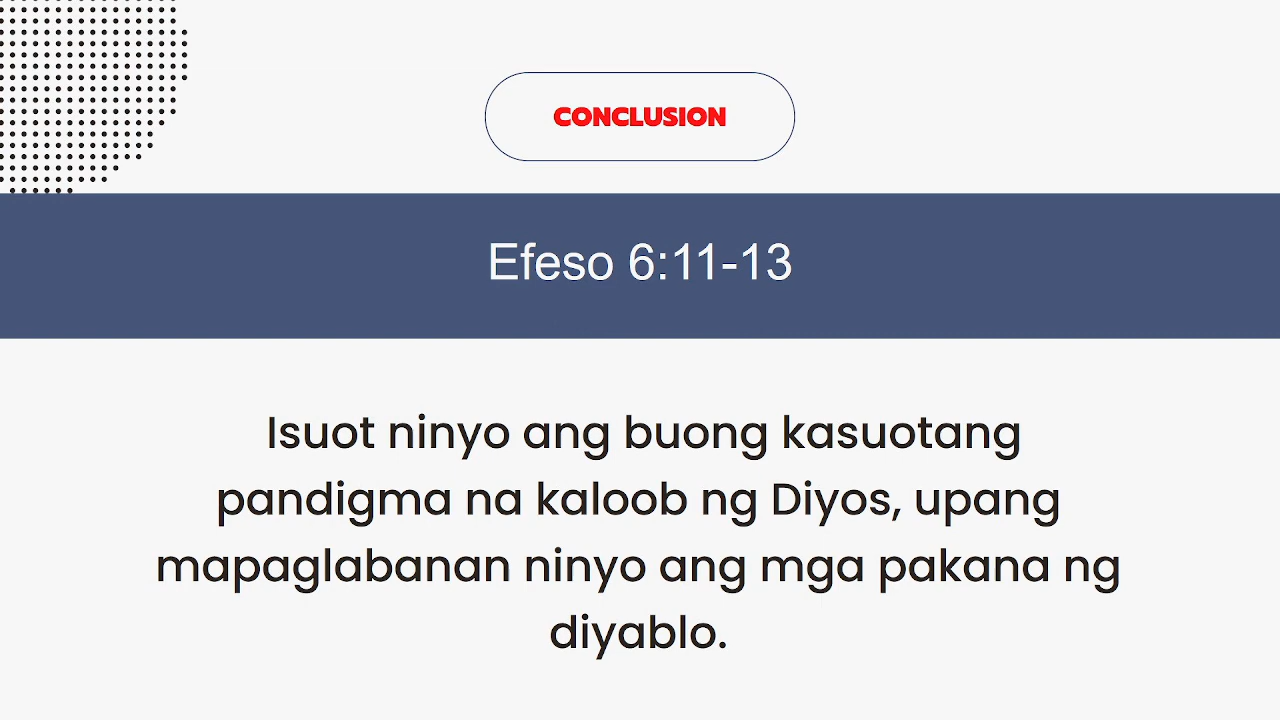 CONCLUSION
Efeso 6:11-13
Isuot ninyo ang buong kasuotang
pandigma na kaloob ng Diyos, upang
mapaglabanan ninyo ang mga pakana ng
diyablo.